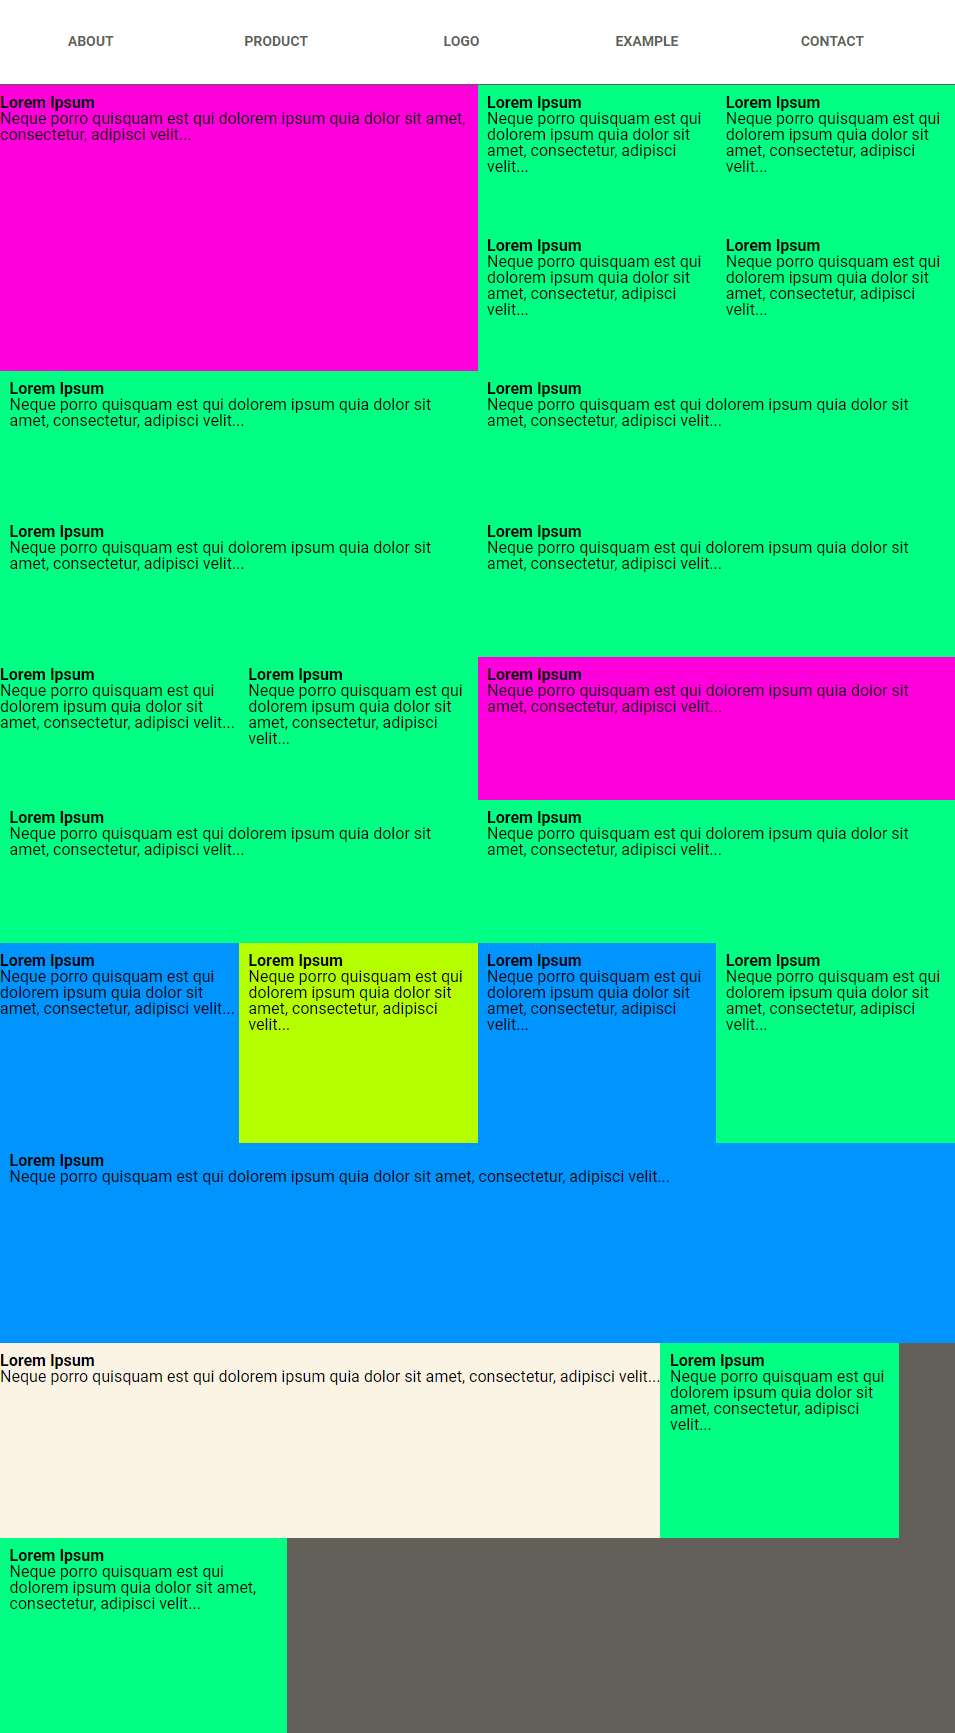 ABOUT PRODUCT LOGO EXAMPLE CONTACT
Lorem Ipsum
Neque porro quisquam est qui dolorem ipsum quia dolor sit amet,
consectetur, adipisci velit...
Lorem Ipsum
Neque porro quisquam est qui
dolorem ipsum quia dolor sit
amet, consectetur, adipisci
velit...
Lorem Ipsum
Neque porro quisquam est qui
dolorem ipsum quia dolor sit
amet, consectetur, adipisci
velit...
Lorem Ipsum
Neque porro quisquam est qui
dolorem ipsum quia dolor sit
amet, consectetur, adipisci
velit...
Lorem Ipsum
Neque porro quisquam est qui
dolorem ipsum quia dolor sit
amet, consectetur, adipisci
velit...
Lorem Ipsum
Neque porro quisquam est qui dolorem ipsum quia dolor sit
amet, consectetur, adipisci velit...
Lorem Ipsum
Neque porro quisquam est qui dolorem ipsum quia dolor sit
amet, consectetur, adipisci velit...
Lorem Ipsum
Neque porro quisquam est qui dolorem ipsum quia dolor sit
amet, consectetur, adipisci velit...
Lorem Ipsum
Neque porro quisquam est qui dolorem ipsum quia dolor sit
amet, consectetur, adipisci velit...
Lorem Ipsum
Neque porro quisquam est qui
dolorem ipsum quia dolor sit
amet, consectetur, adipisci velit...
Lorem Ipsum
Neque porro quisquam est qui
dolorem ipsum quia dolor sit
amet, consectetur, adipisci
velit...
Lorem Ipsum
Neque porro quisquam est qui dolorem ipsum quia dolor sit
amet, consectetur, adipisci velit...
Lorem Ipsum
Neque porro quisquam est qui dolorem ipsum quia dolor sit
amet, consectetur, adipisci velit...
Lorem Ipsum
Neque porro quisquam est qui dolorem ipsum quia dolor sit
amet, consectetur, adipisci velit...
Lorem Ipsum
Neque porro quisquam est qui
dolorem ipsum quia dolor sit
amet, consectetur, adipisci velit...
Lorem Ipsum
Neque porro quisquam est qui
dolorem ipsum quia dolor sit
amet, consectetur, adipisci
velit...
Lorem Ipsum
Neque porro quisquam est qui
dolorem ipsum quia dolor sit
amet, consectetur, adipisci
velit...
Lorem Ipsum
Neque porro quisquam est qui
dolorem ipsum quia dolor sit
amet, consectetur, adipisci
velit...
Lorem Ipsum
Neque porro quisquam est qui dolorem ipsum quia dolor sit amet, consectetur, adipisci velit...
Lorem Ipsum
Neque porro quisquam est qui dolorem ipsum quia dolor sit amet, consectetur, adipisci velit...
Lorem Ipsum
Neque porro quisquam est qui
dolorem ipsum quia dolor sit
amet, consectetur, adipisci
velit...
Lorem Ipsum
Neque porro quisquam est qui
dolorem ipsum quia dolor sit amet,
consectetur, adipisci velit...